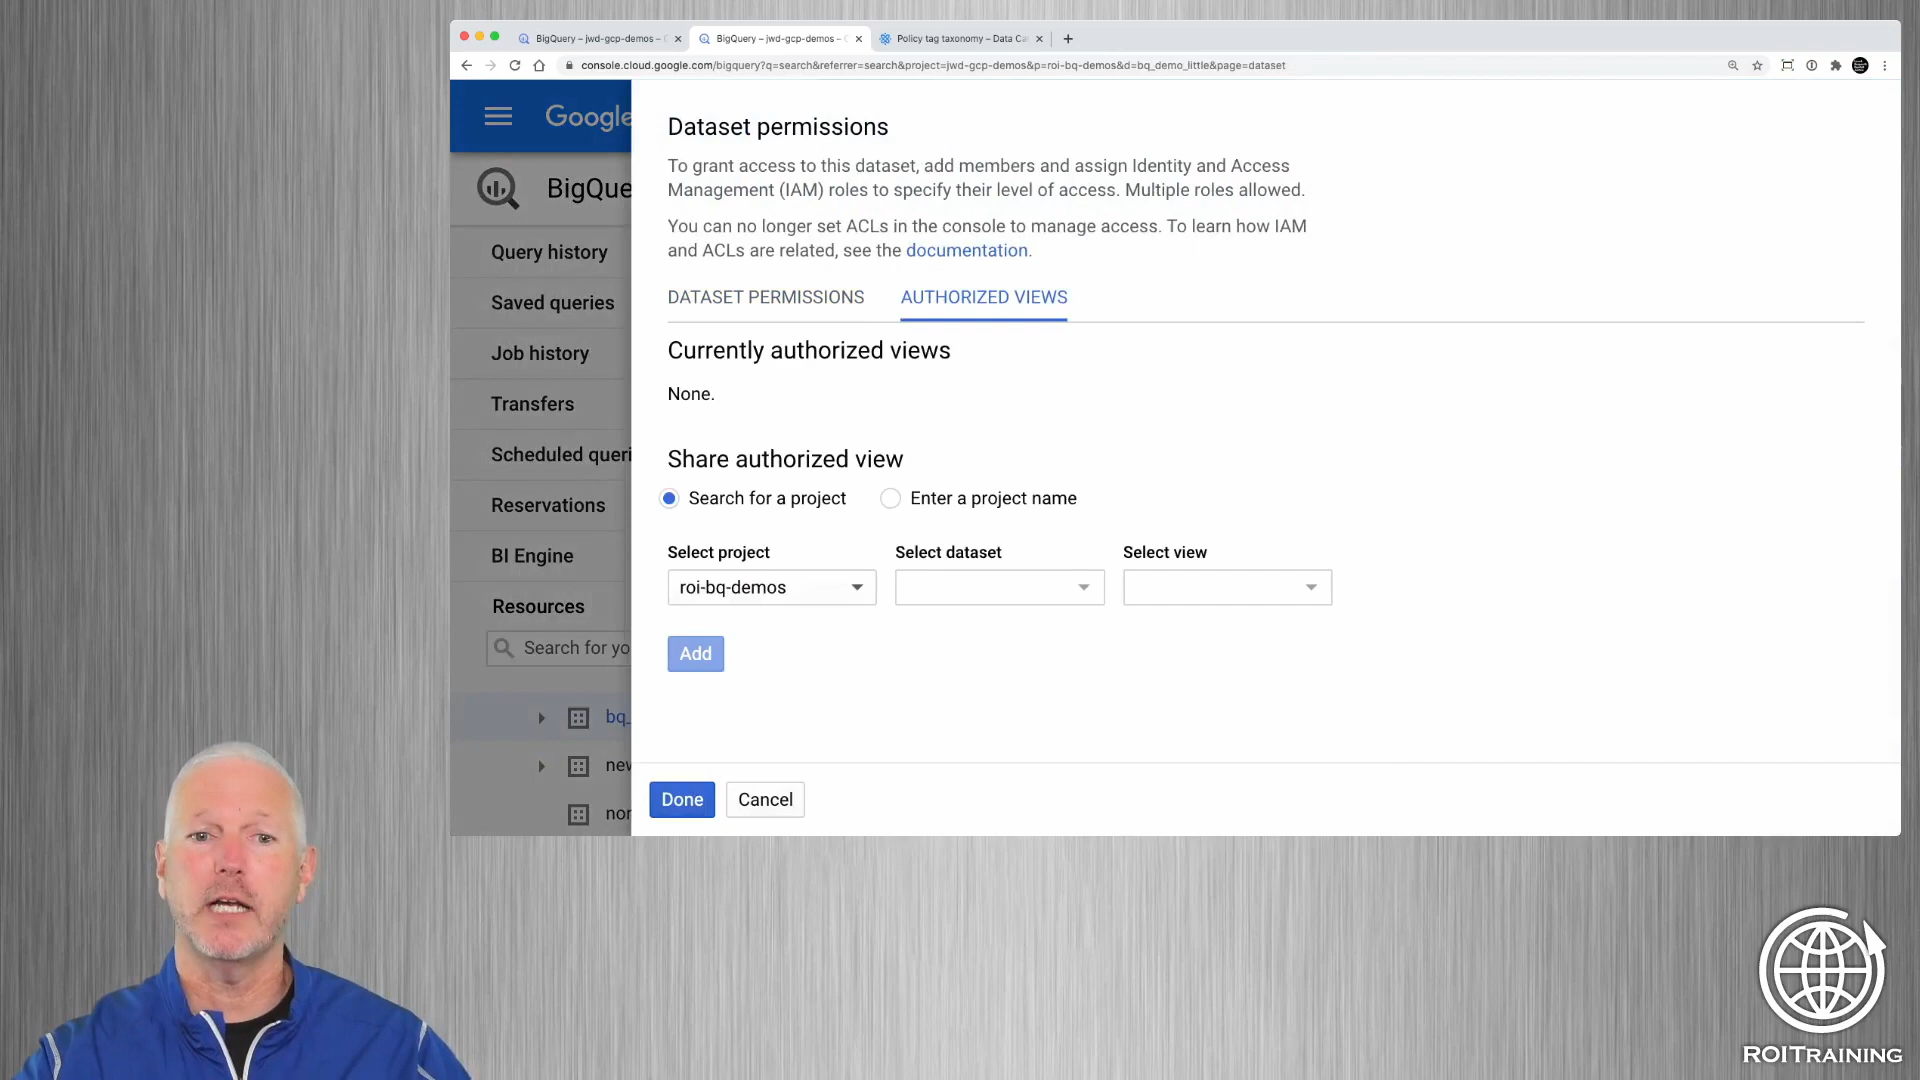 BigQuery – jwd-gcp-demos –
BigQuery – jwd-gcp-demos –
Policy tag taxonomy – Data Ca
console.cloud.google.com/bigquery?q=search&referrer=search&project=jwd-gcp-demos&p=roi-bq-demos&d=bq_demo_little&page=dataset
Google
BigQue
Query history
Saved queries
Job history
Transfers
Scheduled queri
Reservations
BI Engine
Resources
Search for yo
bq_
new
nor
Dataset permissions
To grant access to this dataset, add members and assign Identity and Access
Management (IAM) roles to specify their level of access. Multiple roles allowed.
You can no longer set ACLs in the console to manage access. To learn how IAM
and ACLs are related, see the documentation.
DATASET PERMISSIONS AUTHORIZED VIEWS
Currently authorized views
None.
Share authorized view
Search for a project Enter a project name
Select project Select dataset Select view
roi-bq-demos
Add
Done Cancel
ROITRAINING